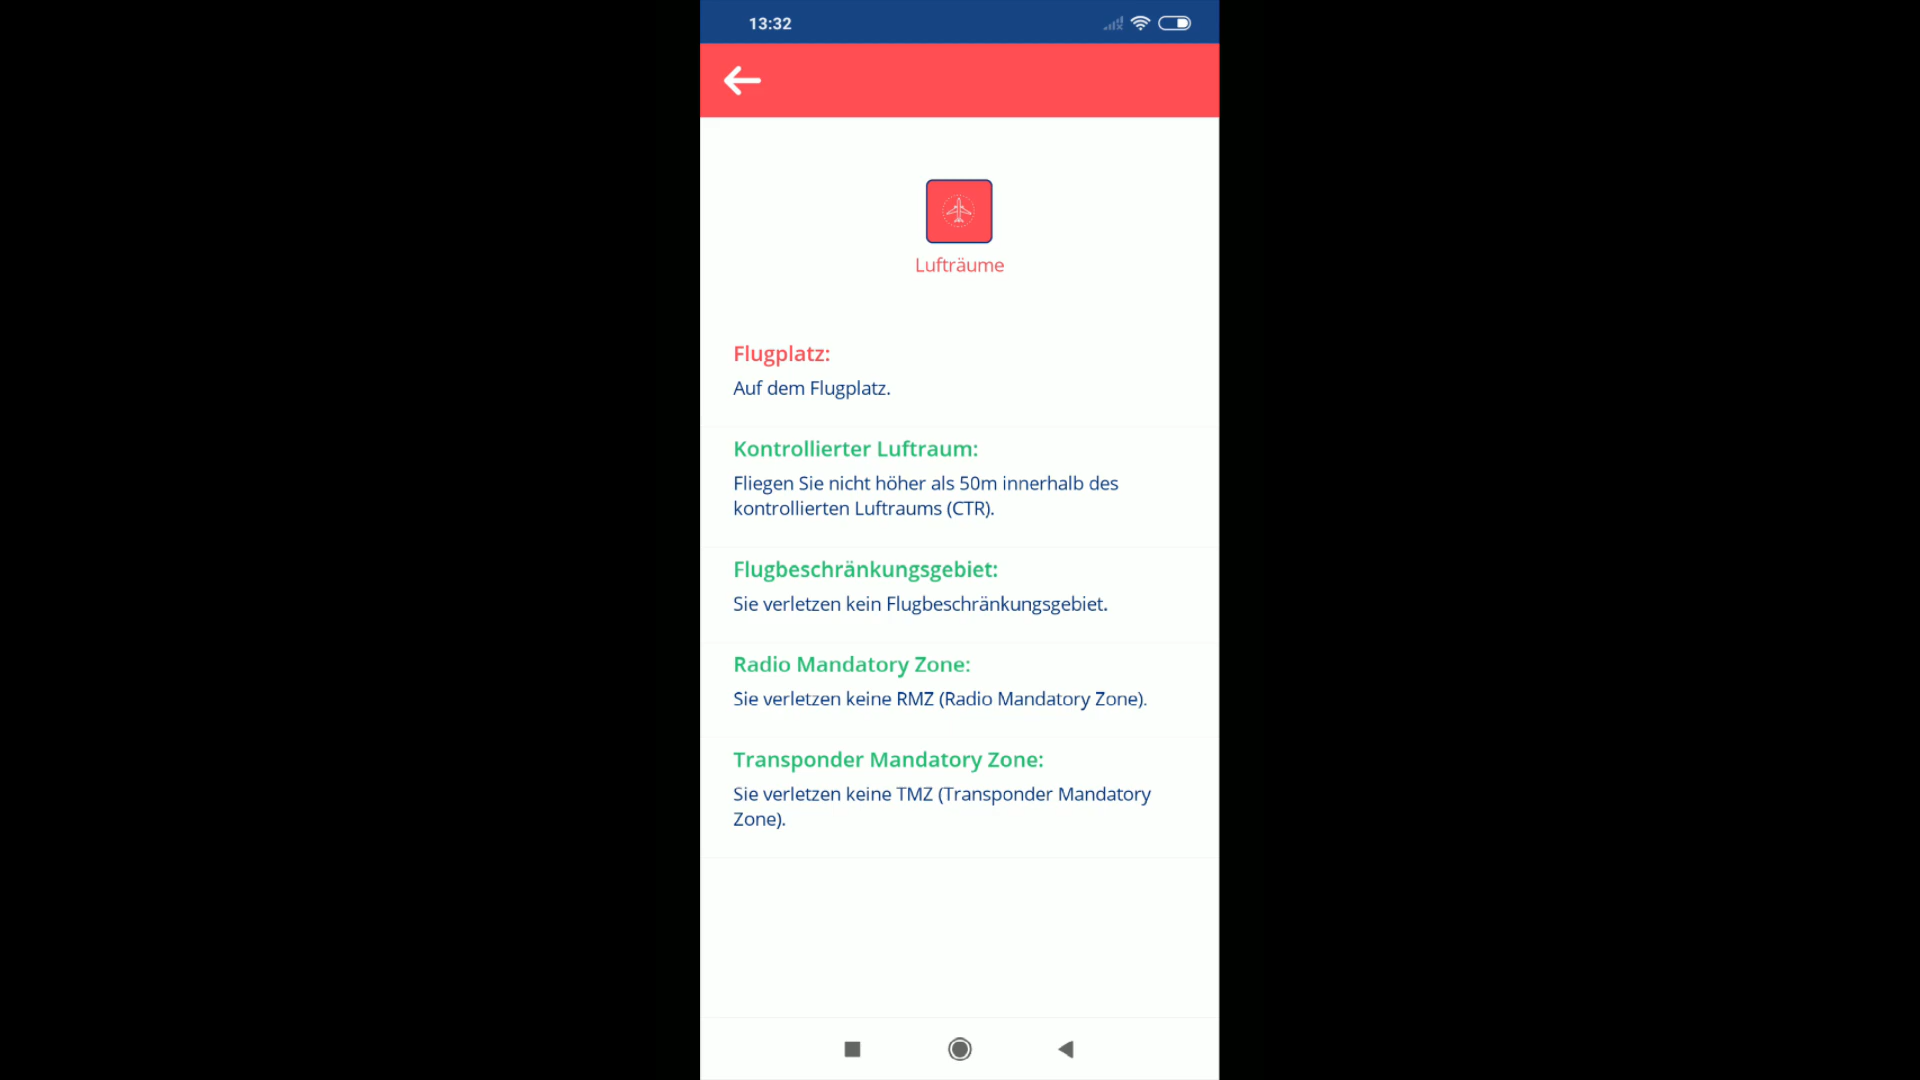 13:32
Lufträume
Flugplatz:
Auf dem Flugplatz.
Kontrollierter Luftraum:
Fliegen Sie nicht höher als 50m innerhalb des
kontrollierten Luftraums (CTR).
Flugbeschränkungsgebiet:
Sie verletzen kein Flugbeschränkungsgebiet.
Radio Mandatory Zone:
Sie verletzen keine RMZ (Radio Mandatory Zone).
Transponder Mandatory Zone:
Sie verletzen keine TMZ (Transponder Mandatory
Zone).